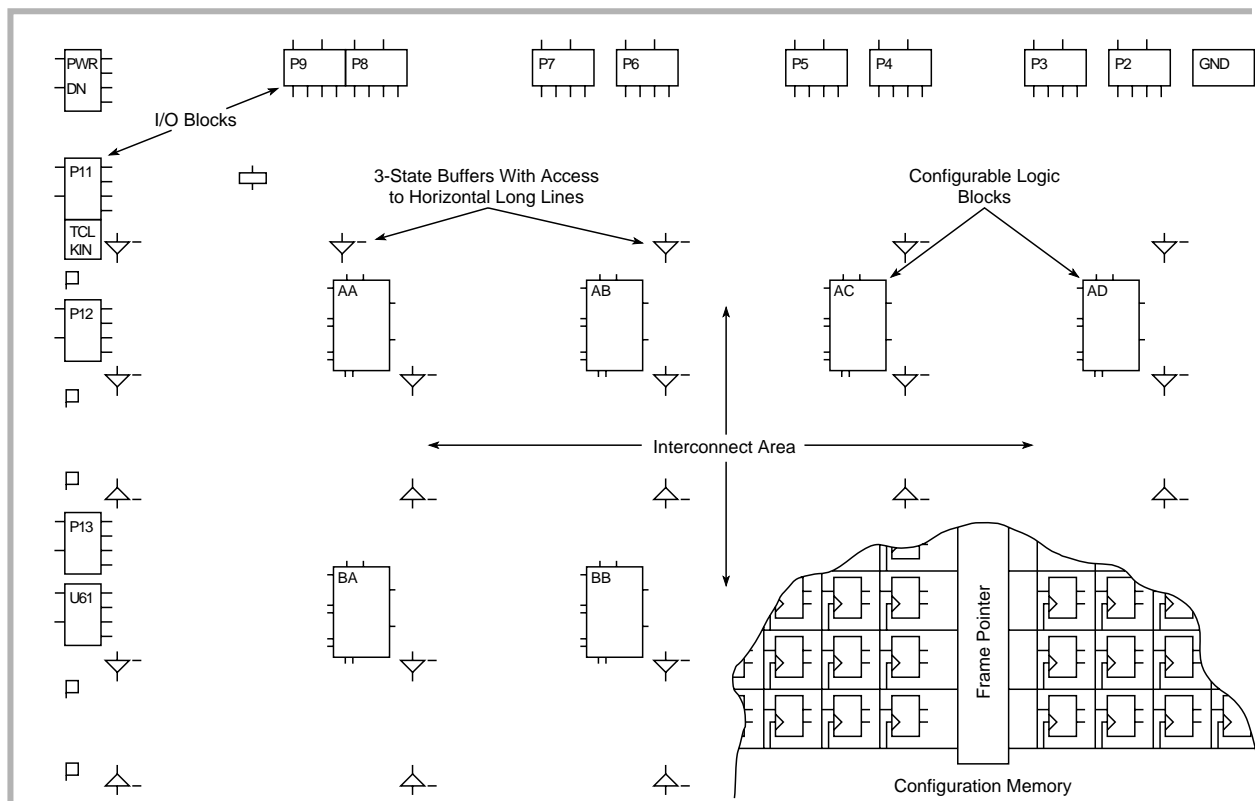 PWR
DN
P9
P8
P7
P6
P5
P4
P3
P2
GND
I/O Blocks
P11
3-State Buffers With Access
to Horizontal Long Lines
Configurable Logic
Blocks
TCL
KIN
AA
AB
AC
AD
P12
Interconnect Area
P13
BA
BB
U61
Frame Pointer
Configuration Memory